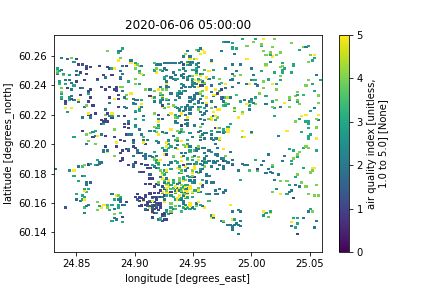 2020-06-06 05:00:00
60.26
60.24
60.22
60.20
60.18
60.16
60.14
latitude [degrees_north]
24.85 24.90 24.95 25.00 25.05
longitude [degrees_east]
5
4
3
2
1
0
air quality index [unitless,
1.0 to 5.0] [None]